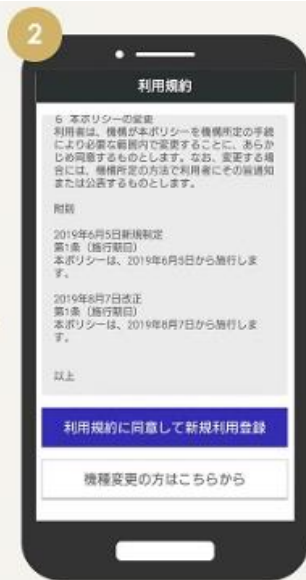 2
利用規約
6 本ポリシーの変更
利用者は、機構が本ポリシーを機構所定の手続
により必要な範囲内で変更することに、あらか
じめ同意するものとします。なお、変更する場
合には、機構所定の方法で利用者にその旨通知
または公表するものとします。
附則
2019年6月5日新規制定
第1条（施行期日）
本ポリシーは、2019年6月5日から施行しま
す。
2019年8月7日改正
第1条（施行期日）
本ポリシーは、2019年8月7日から施行しま
す。
以上
利用規約に同意して新規利用登録
機種変更の方はこちらから